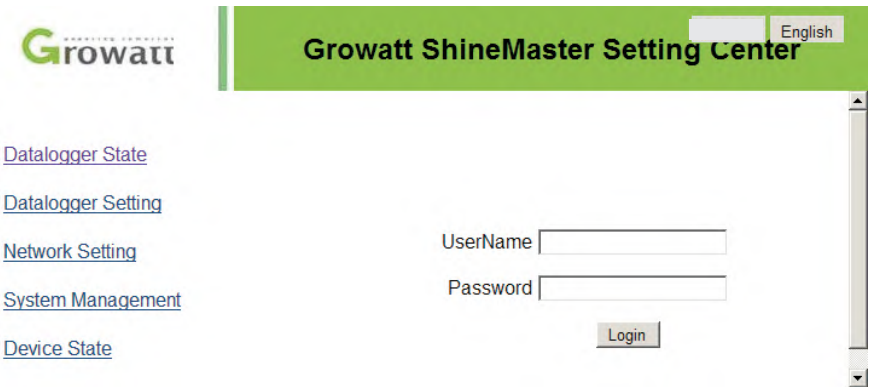 Growatt
Growatt ShineMaster Setting Center
English
Datalogger State
Datalogger Setting
Network Setting
System Management
Device State
UserName
Password
Login